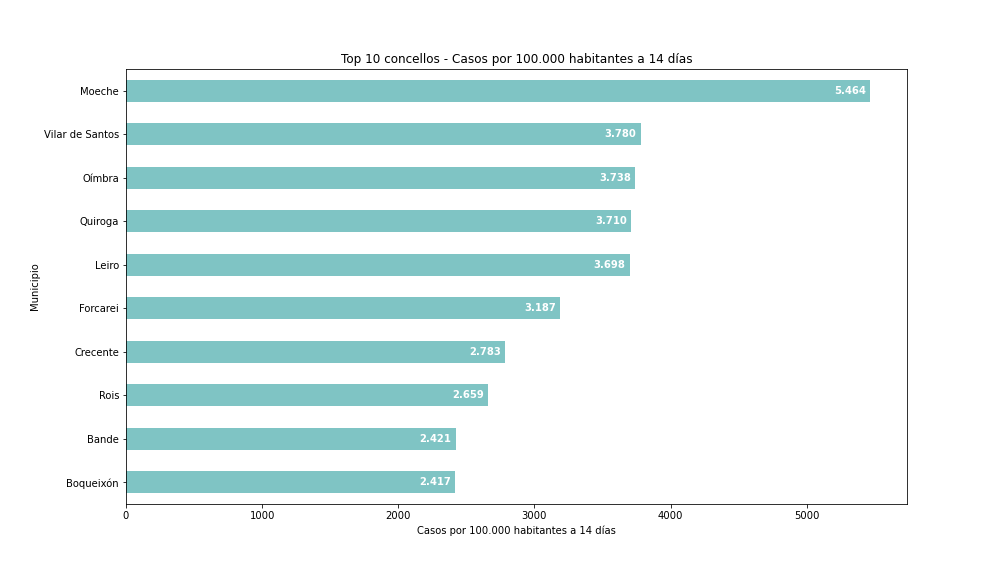 Top 10 concellos - Casos por 100.000 habitantes a 14 días
Moeche 5.464
Vilar de Santos 3.780
Oímbra 3.738
Quiroga 3.710
Leiro 3.698
Forcarei 3.187
Crecente 2.783
Rois 2.659
Bande 2.421
Boqueixón 2.417
Municipio
0 1000 2000 3000 4000 5000
Casos por 100.000 habitantes a 14 días